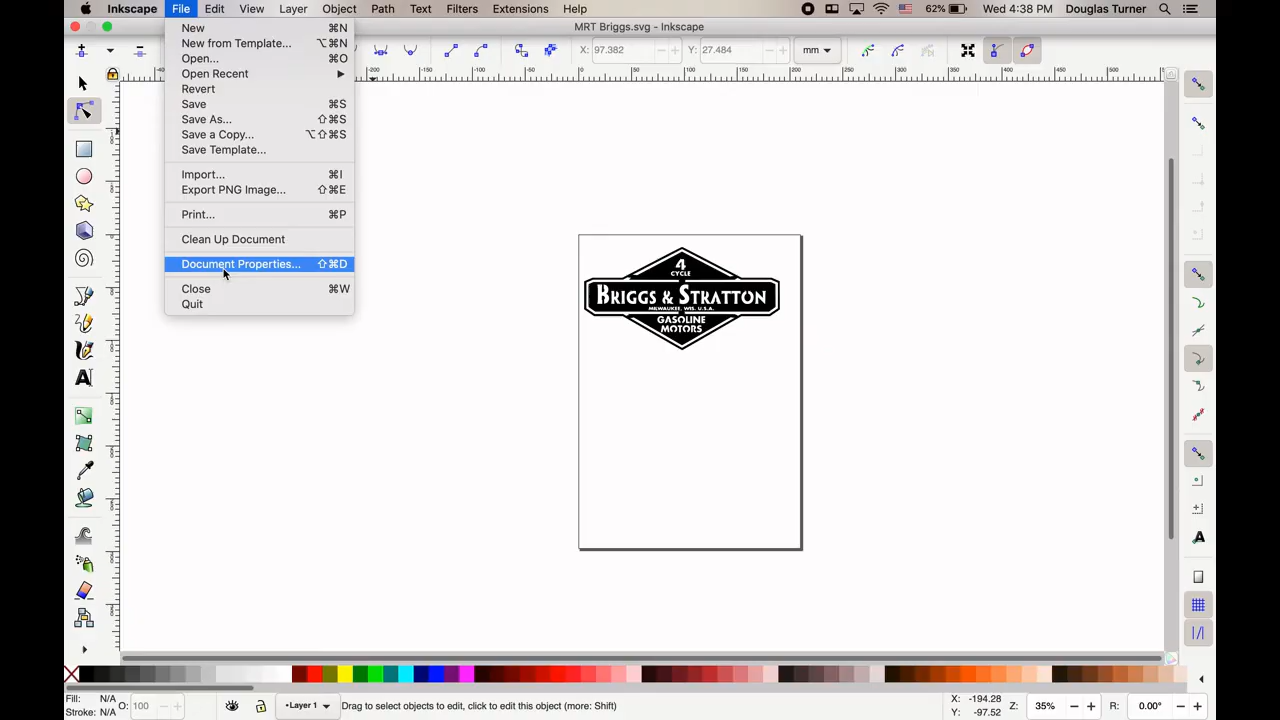 Inkscape File Edit View Layer Object Path Text Filters Extensions Help 62% Wed 4:38 PM Douglas Turner
MRT Briggs.svg - Inkscape
New ⌘N
New from Template... ⌥⌘N
Open... ⌘O
Open Recent ▶
Revert
Save ⌘S
Save As... ⇧⌘S
Save a Copy... ⌥⇧⌘S
Save Template...
Import... ⌘I
Export PNG Image... ⇧⌘E
Print... ⌘P
Clean Up Document
Document Properties... ⇧⌘D
Close ⌘W
Quit
X: 97.382 Y: 27.484 mm
4
CYCLE
BRIGGS & STRATTON
MILWAUKEE, WIS. U.S.A.
GASOLINE
MOTORS
Fill: N/A
Stroke: N/A
O: 100
•Layer 1
Drag to select objects to edit, click to edit this object (more: Shift)
X: -194.28
Y: -97.52
Z: 35%
R: 0.00°